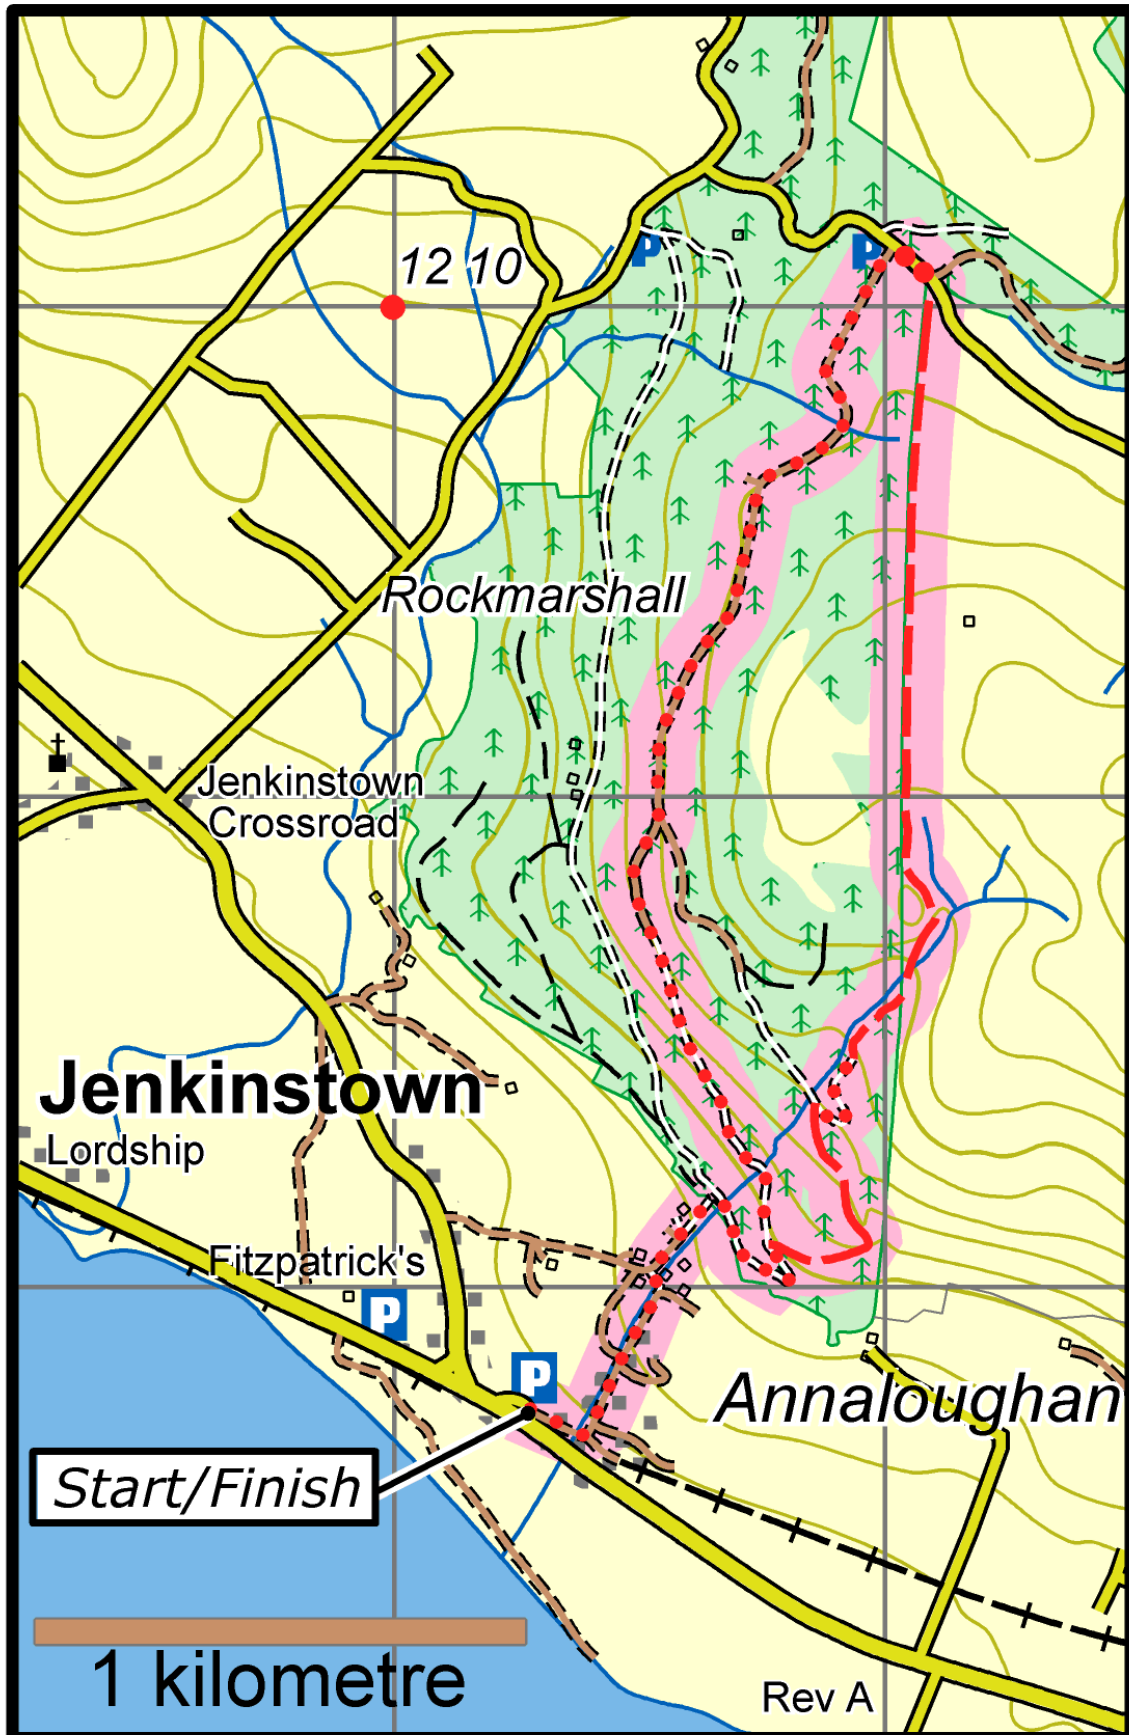 P
P
12 10
Rockmarshall
Jenkinstown
Crossroad
Jenkinstown
Lordship
Fitzpatrick's
P
P
Annaloughan
Start/Finish
1 kilometre
Rev A